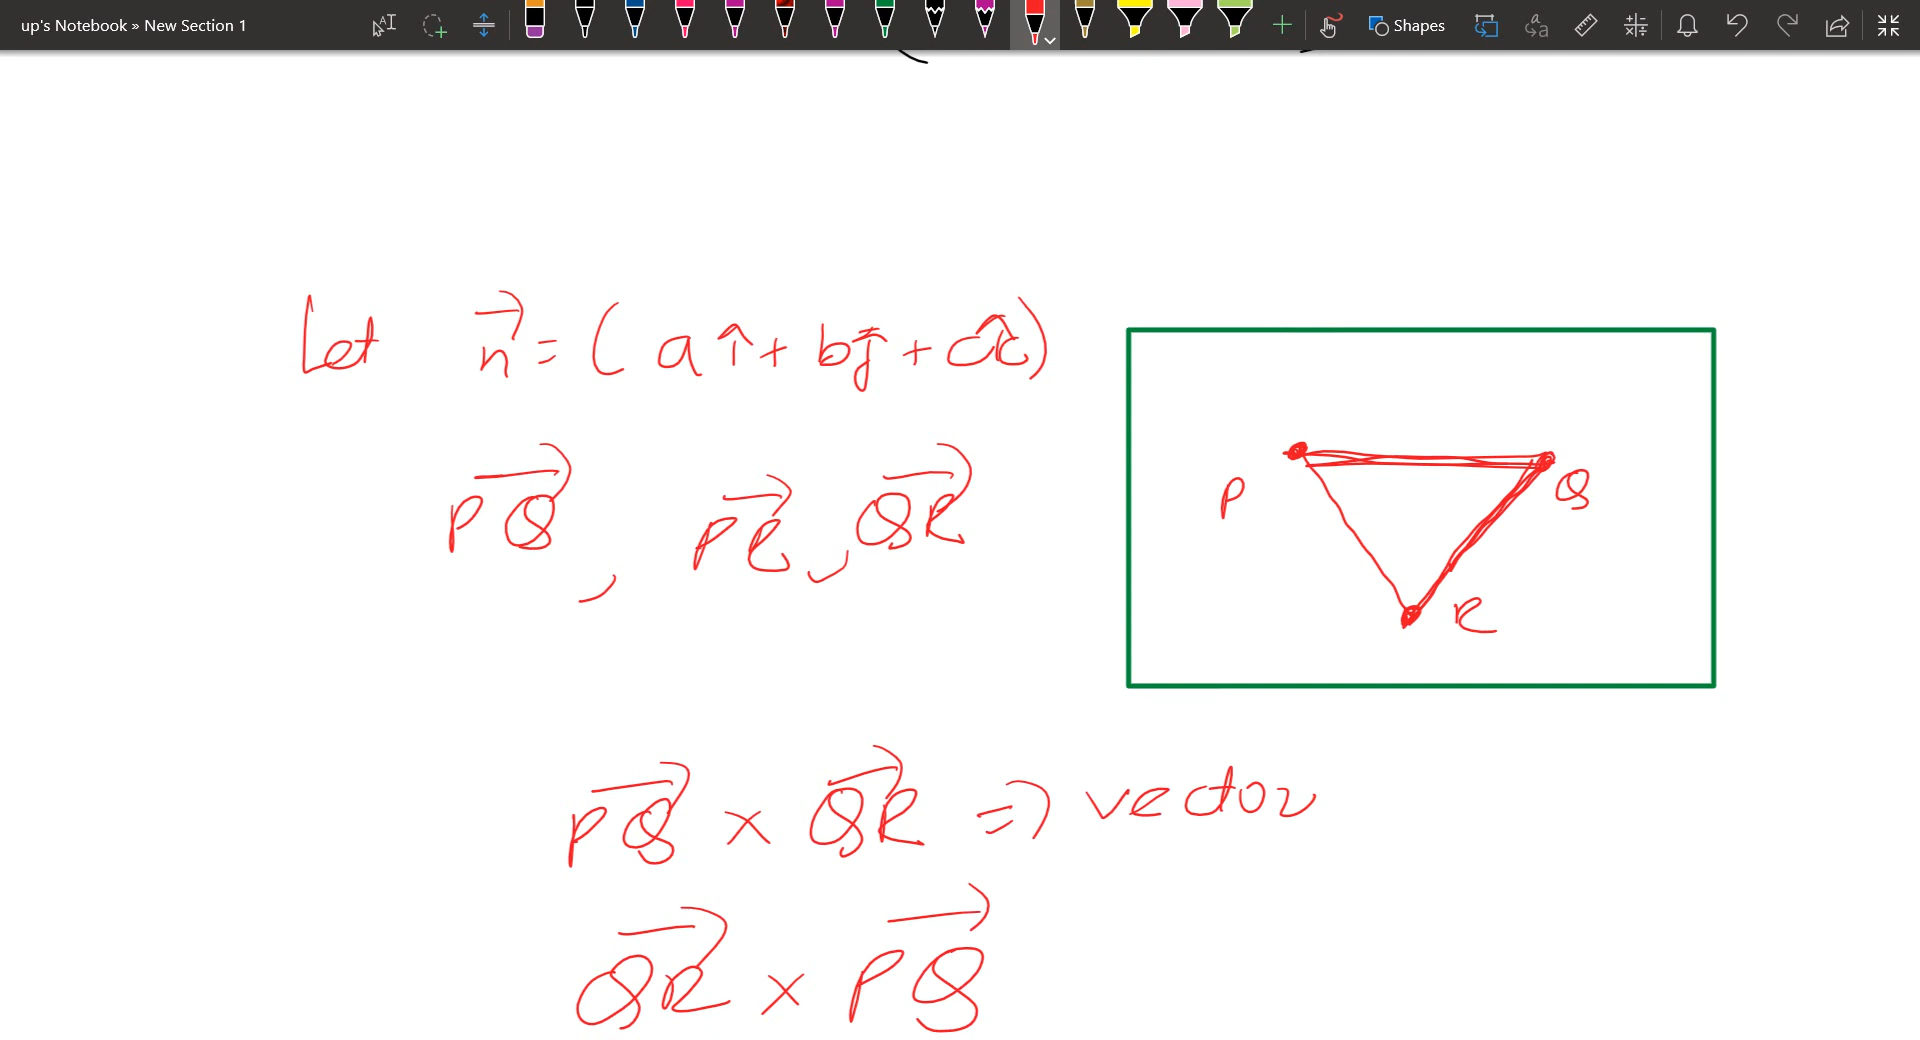 up's Notebook » New Section 1
Shapes
Let n⃗ = ( a î + b ĵ + c k̂ )
PQ⃗ , PR⃗ , QR⃗
P
Q
R
PQ⃗ × QR⃗ ⇒ vector
QR⃗ × PQ⃗